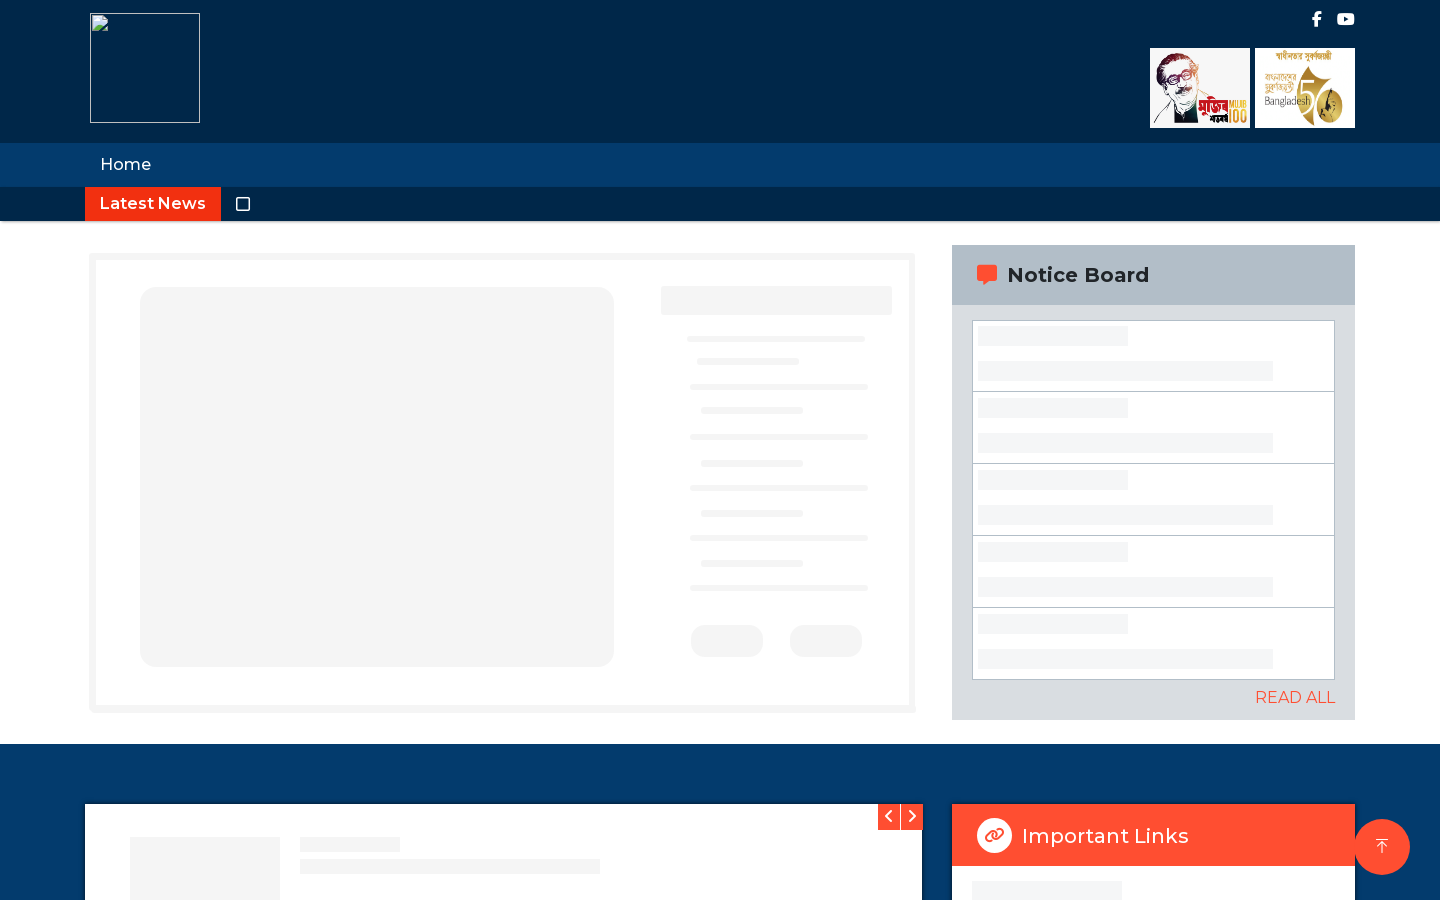 মুজিব
শতবর্ষ
MUJIB
100
স্বাধীনতার সুবর্ণজয়ন্তী
বাংলাদেশের
সুবর্ণজয়ন্তী
50
Bangladesh
Home
Latest News
Notice Board
READ ALL
Important Links